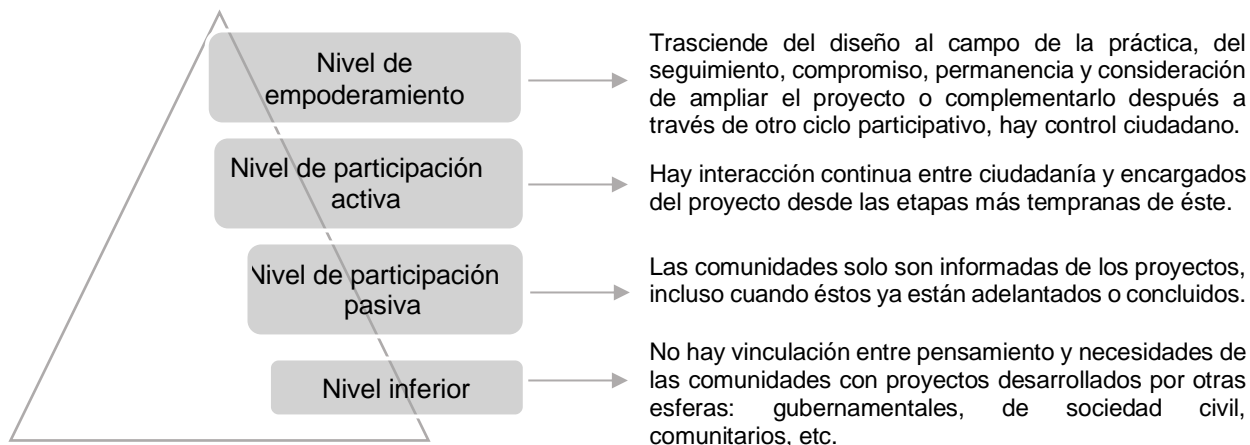 Nivel de
empoderamiento
Trasciende del diseño al campo de la práctica, del
seguimiento, compromiso, permanencia y consideración
de ampliar el proyecto o complementarlo después a
través de otro ciclo participativo, hay control ciudadano.
Nivel de participación
activa
Hay interacción continua entre ciudadanía y encargados
del proyecto desde las etapas más tempranas de éste.
Nivel de participación
pasiva
Las comunidades solo son informadas de los proyectos,
incluso cuando éstos ya están adelantados o concluidos.
Nivel inferior
No hay vinculación entre pensamiento y necesidades de
las comunidades con proyectos desarrollados por otras
esferas: gubernamentales, de sociedad civil,
comunitarios, etc.